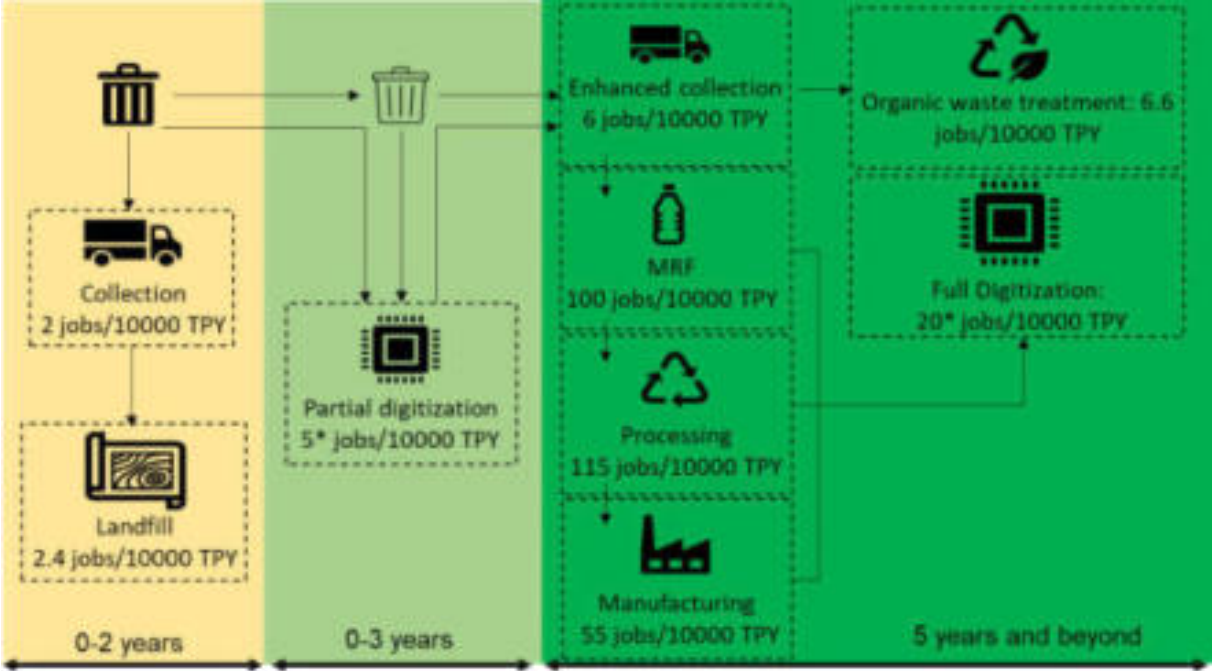 Collection
2 jobs/10000 TPY
Landfill
2.4 jobs/10000 TPY
0-2 years
Partial digitization
5* jobs/10000 TPY
0-3 years
Enhanced collection
6 jobs/10000 TPY
MRF
100 jobs/10000 TPY
Processing
115 jobs/10000 TPY
Manufacturing
55 jobs/10000 TPY
Organic waste treatment: 6.6
jobs/10000 TPY
Full Digitization:
20* jobs/10000 TPY
5 years and beyond